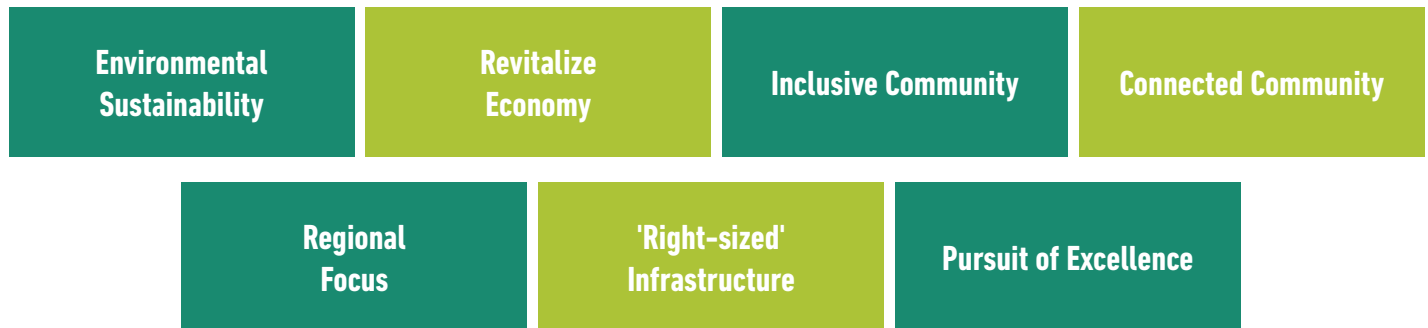 Environmental
Sustainability
Revitalize
Economy
Inclusive Community
Connected Community
Regional
Focus
'Right-sized'
Infrastructure
Pursuit of Excellence